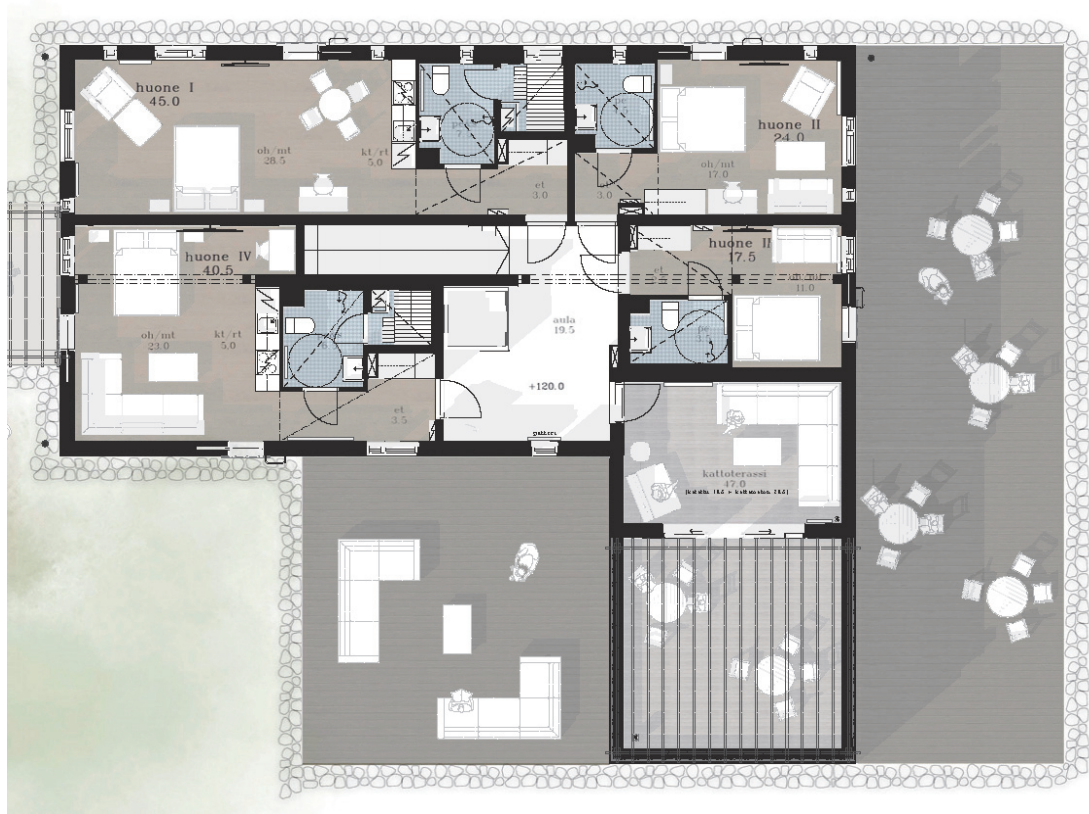 huone I
45.0
huone II
24.0
oh/mt
28.5
kt/rt
5.0
oh/mt
17.0
et
3.0
3.0
huone IV
40.5
huone II
17.5
11.0
aula
19.5
oh/mt
23.0
kt/rt
5.0
+120.0
et
3.5
kattoterassi
47.0